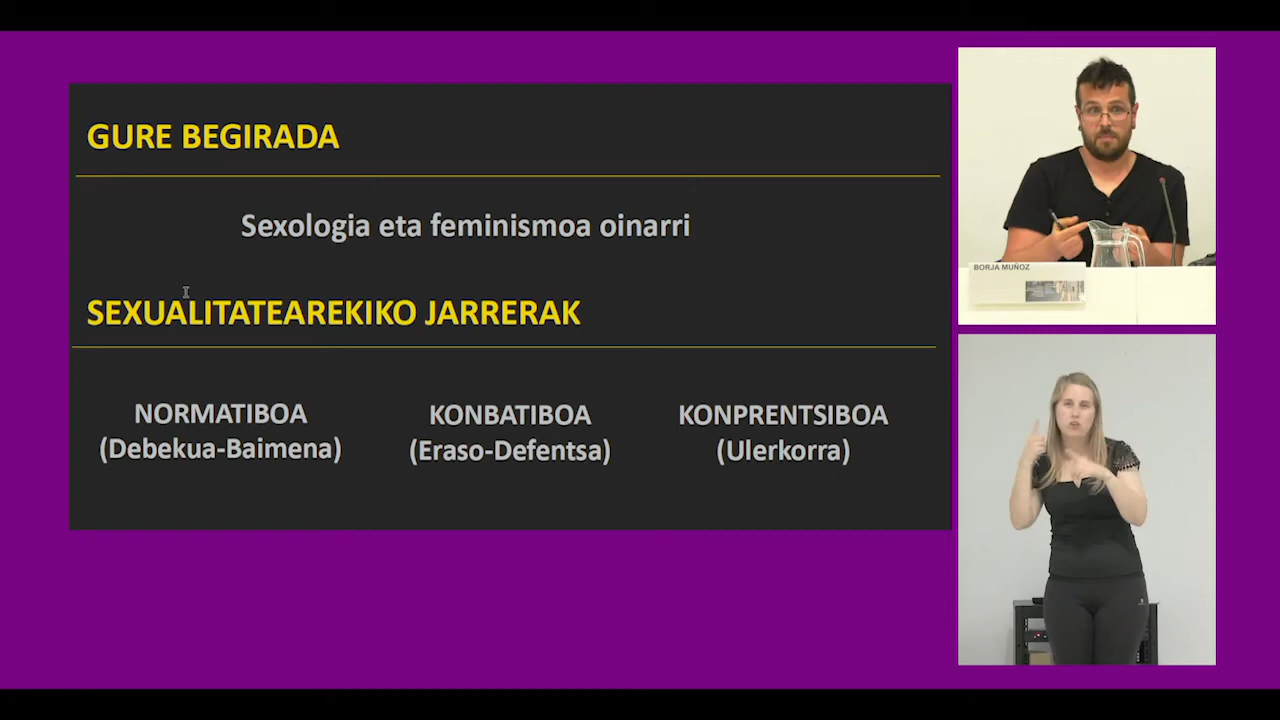 GURE BEGIRADA
Sexologia eta feminismoa oinarri
SEXUALITATEAREKIKO JARRERAK
NORMATIBOA
(Debekua-Baimena)
KONBATIBOA
(Eraso-Defentsa)
KONPRENTSIBOA
(Ulerkorra)
BORJA MUÑOZ